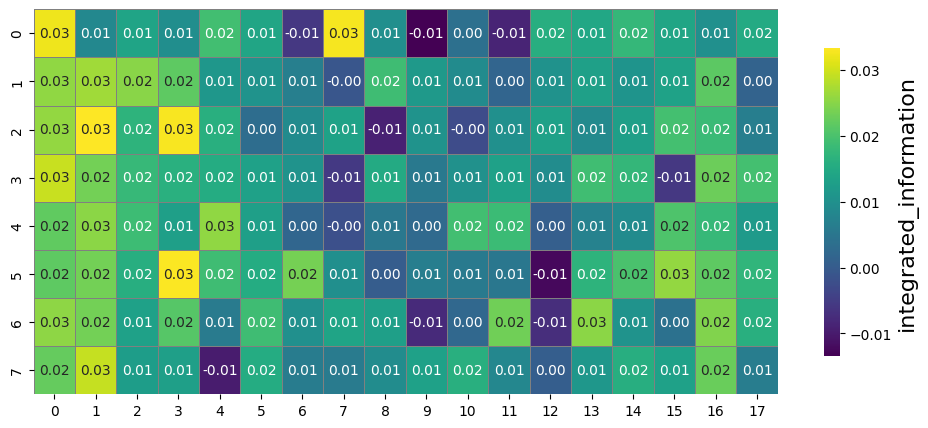 0 0.03 0.01 0.01 0.01 0.02 0.01 -0.01 0.03 0.01 -0.01 0.00 -0.01 0.02 0.01 0.02 0.01 0.01 0.02
1 0.03 0.03 0.02 0.02 0.01 0.01 0.01 -0.00 0.02 0.01 0.01 0.00 0.01 0.01 0.01 0.01 0.02 0.00
2 0.03 0.03 0.02 0.03 0.02 0.00 0.01 0.01 -0.01 0.01 -0.00 0.01 0.01 0.01 0.01 0.02 0.02 0.01
3 0.03 0.02 0.02 0.02 0.02 0.01 0.01 -0.01 0.01 0.01 0.01 0.01 0.01 0.02 0.02 -0.01 0.02 0.02
4 0.02 0.03 0.02 0.01 0.03 0.01 0.00 -0.00 0.01 0.00 0.02 0.02 0.00 0.01 0.01 0.02 0.02 0.01
5 0.02 0.02 0.01 0.03 0.02 0.02 0.02 0.01 0.00 0.01 0.01 0.01 -0.01 0.02 0.02 0.03 0.02 0.02
6 0.03 0.02 0.01 0.02 0.01 0.02 0.01 0.01 0.01 -0.01 0.00 0.02 -0.01 0.03 0.01 0.00 0.02 0.02
7 0.02 0.03 0.01 0.01 -0.01 0.02 0.01 0.01 0.01 0.01 0.02 0.01 0.00 0.01 0.02 0.01 0.02 0.01
0 1 2 3 4 5 6 7 8 9 10 11 12 13 14 15 16 17
0.03
0.02
0.01
0.00
−0.01
integrated_information